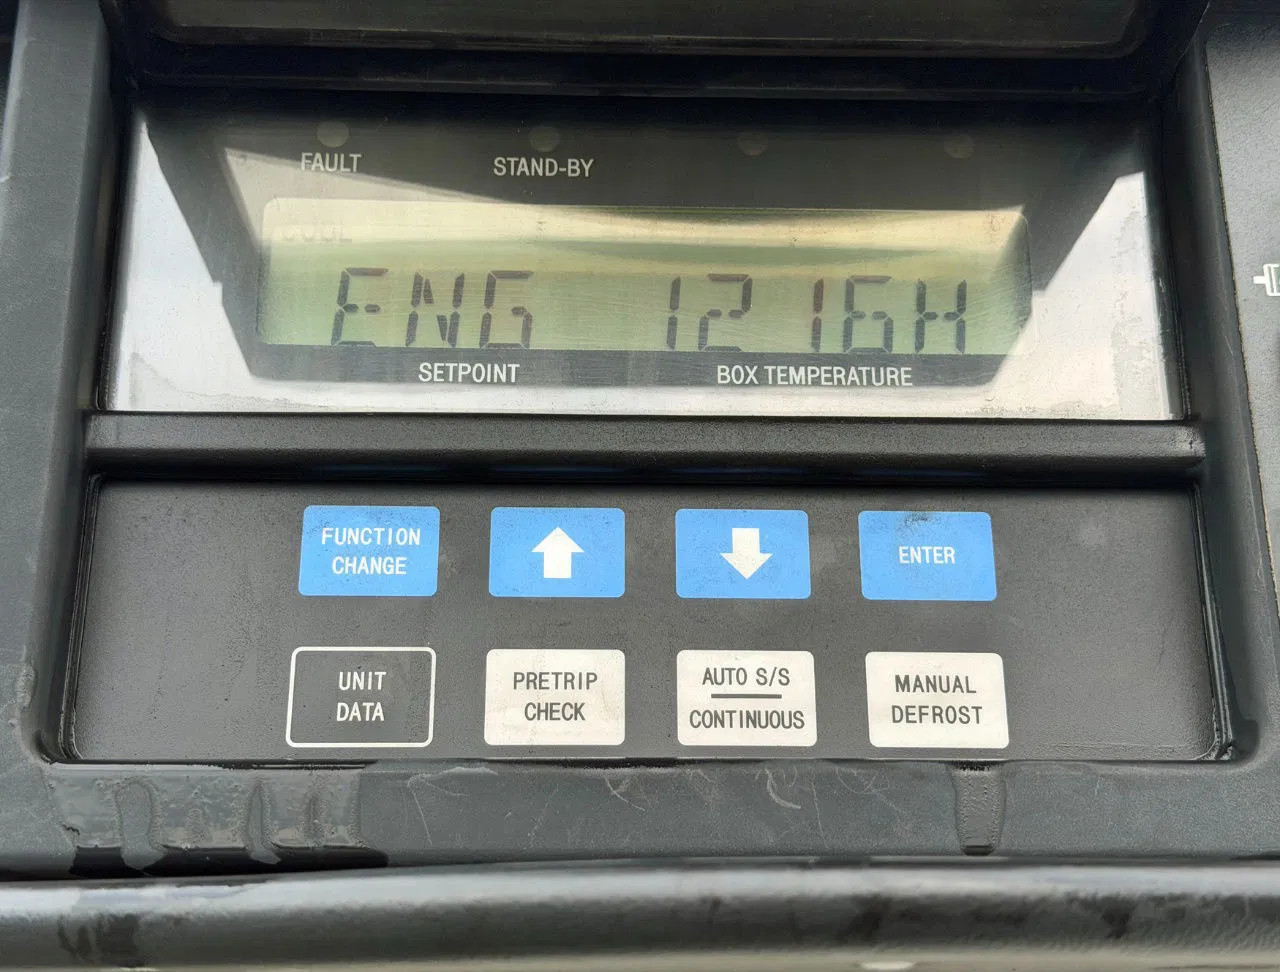 FAULT
STAND-BY
COOL
ENG 1216H
SETPOINT
BOX TEMPERATURE
FUNCTION
CHANGE
ENTER
UNIT
DATA
PRETRIP
CHECK
AUTO S/S
CONTINUOUS
MANUAL
DEFROST